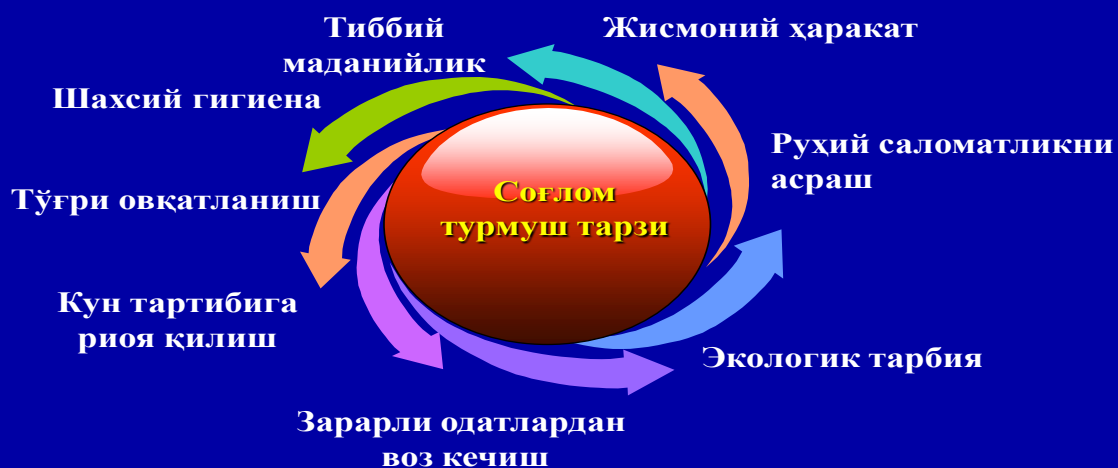 Тиббий
маданийлик
Жисмоний ҳаракат
Шахсий гигиена
Руҳий саломатликни
асраш
Тўғри овқатланиш
Соғлом
турмуш тарзи
Кун тартибига
риоя қилиш
Экологик тарбия
Зарарли одатлардан
воз кечиш